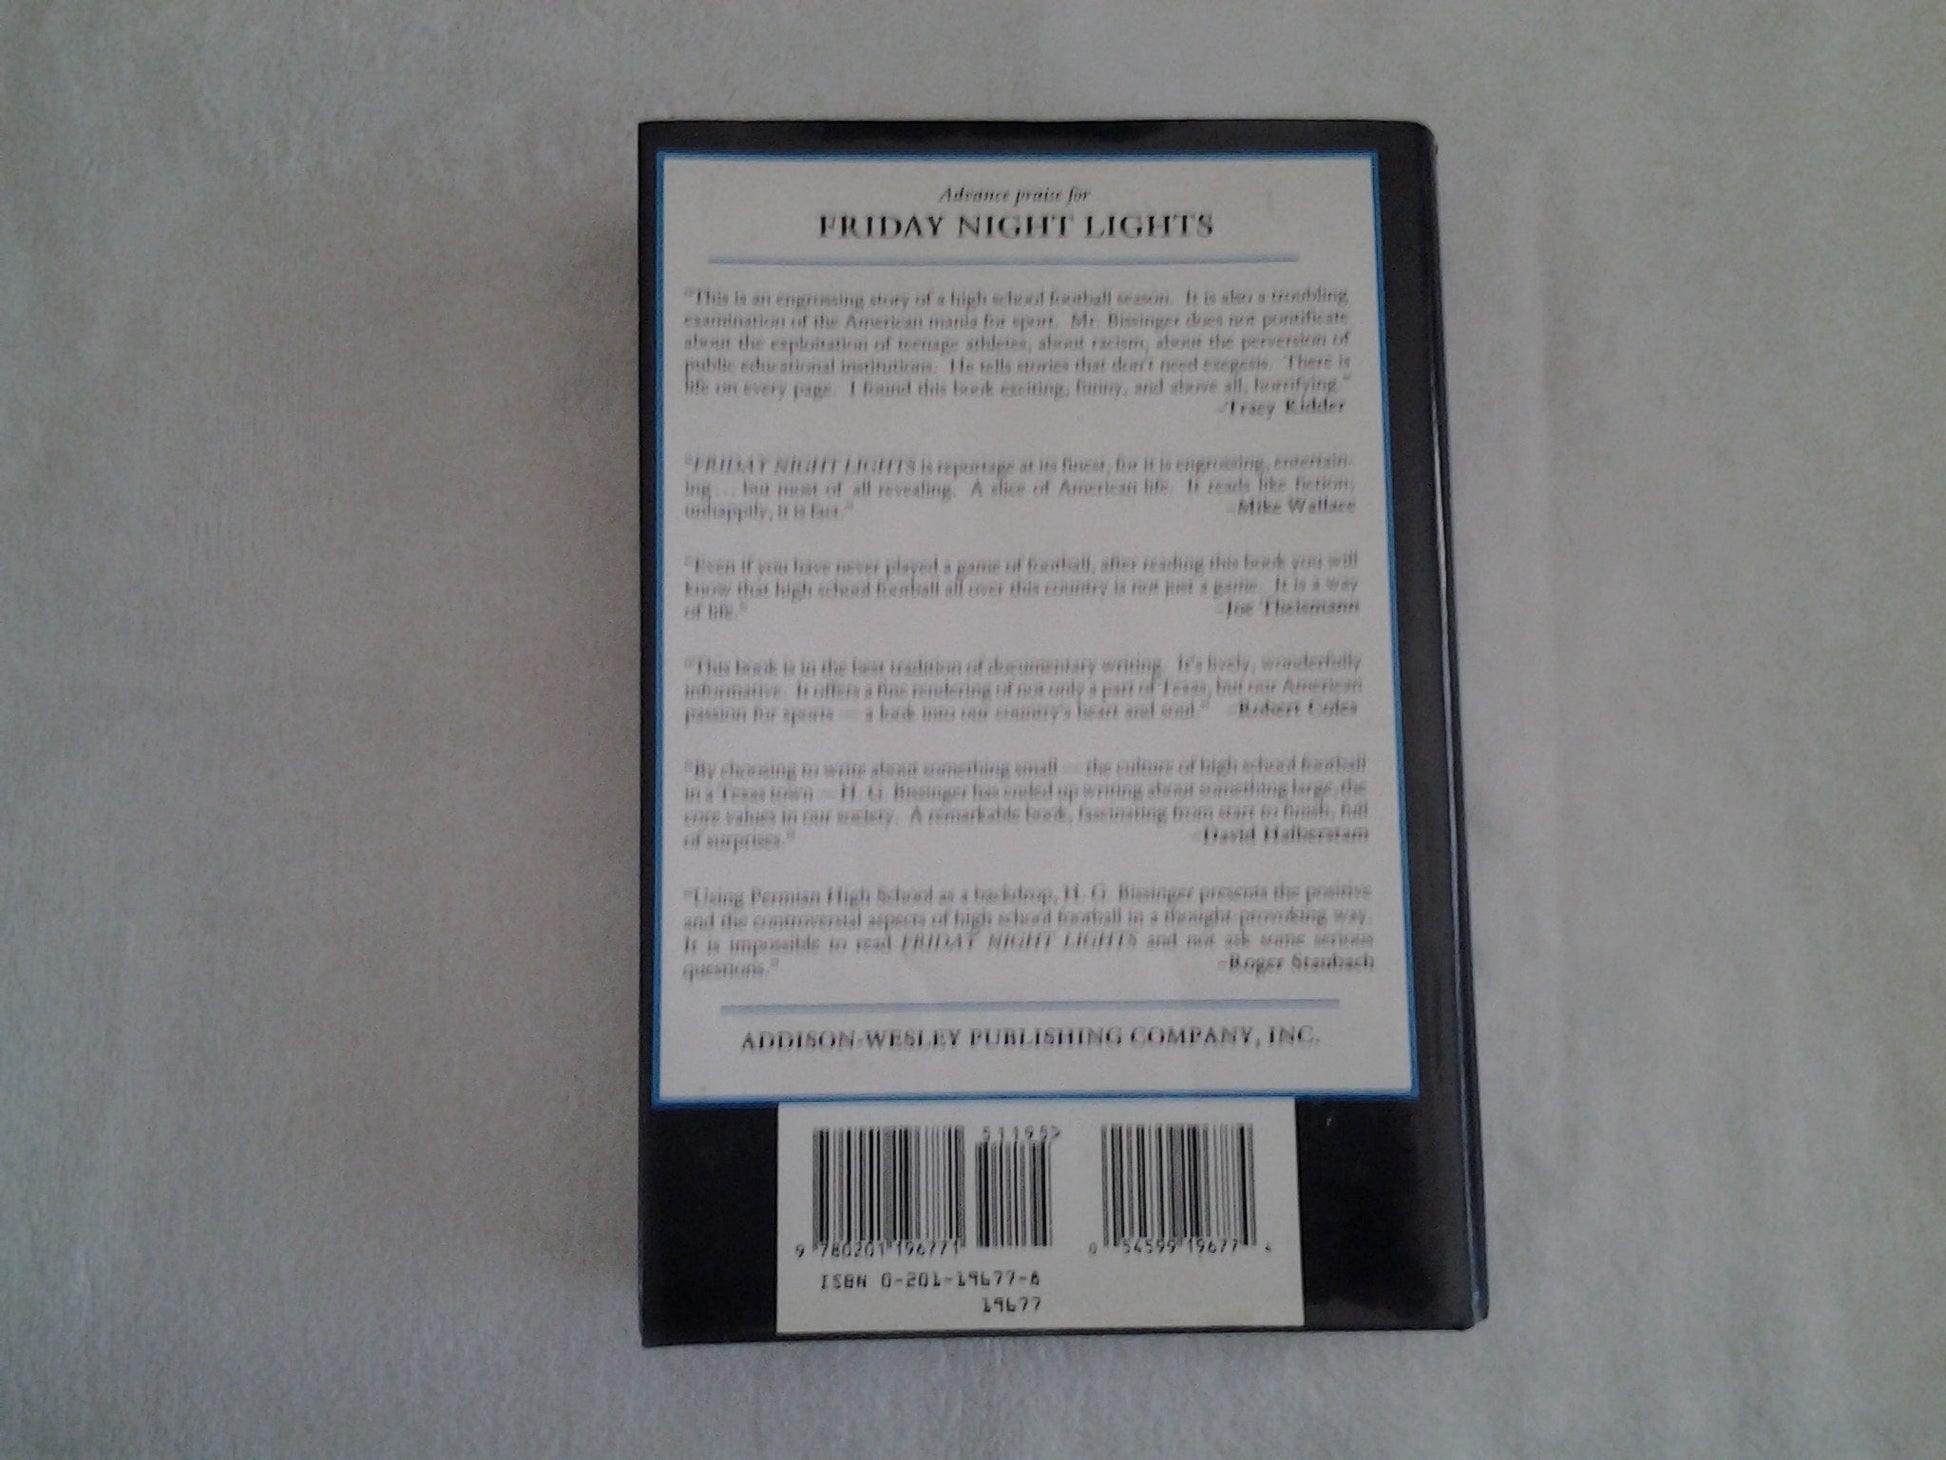 Advance praise for
FRIDAY NIGHT LIGHTS
"This is an engrossing story of a high school football season. It is also a troubling
examination of the American mania for sport. Mr. Bissinger does not pontificate
about the exploitation of teenage athletes, about racism, about the perversion of
public educational institutions. He tells stories that don't need exegesis. There is
life on every page. I found this book exciting, funny, and above all, horrifying."
-Tracy Kidder
"FRIDAY NIGHT LIGHTS is reportage at its finest, for it is engrossing, entertain-
ing ... but most of all revealing. A slice of American life. It reads like fiction;
unhappily, it is fact." -Mike Wallace
"Even if you have never played a game of football, after reading this book you will
know that high school football all over this country is not just a game. It is a way
of life." -Joe Theismann
"This book is in the best tradition of documentary writing. It's lively, wonderfully
informative. It offers a fine rendering of not only a part of Texas, but our American
passion for sports — a look into our country's heart and soul." -Robert Coles
"By choosing to write about something small — the culture of high school football
in a Texas town — H. G. Bissinger has ended up writing about something large, the
core values in our society. A remarkable book, fascinating from start to finish, full
of surprises." -David Halberstam
"Using Permian High School as a backdrop, H. G. Bissinger presents the positive
and the controversial aspects of high school football in a thought-provoking way.
It is impossible to read FRIDAY NIGHT LIGHTS and not ask some serious
questions." -Roger Staubach
ADDISON-WESLEY PUBLISHING COMPANY, INC.
51195>
9 780201 196771
0 54599 19677 4
ISBN 0-201-19677-8
19677